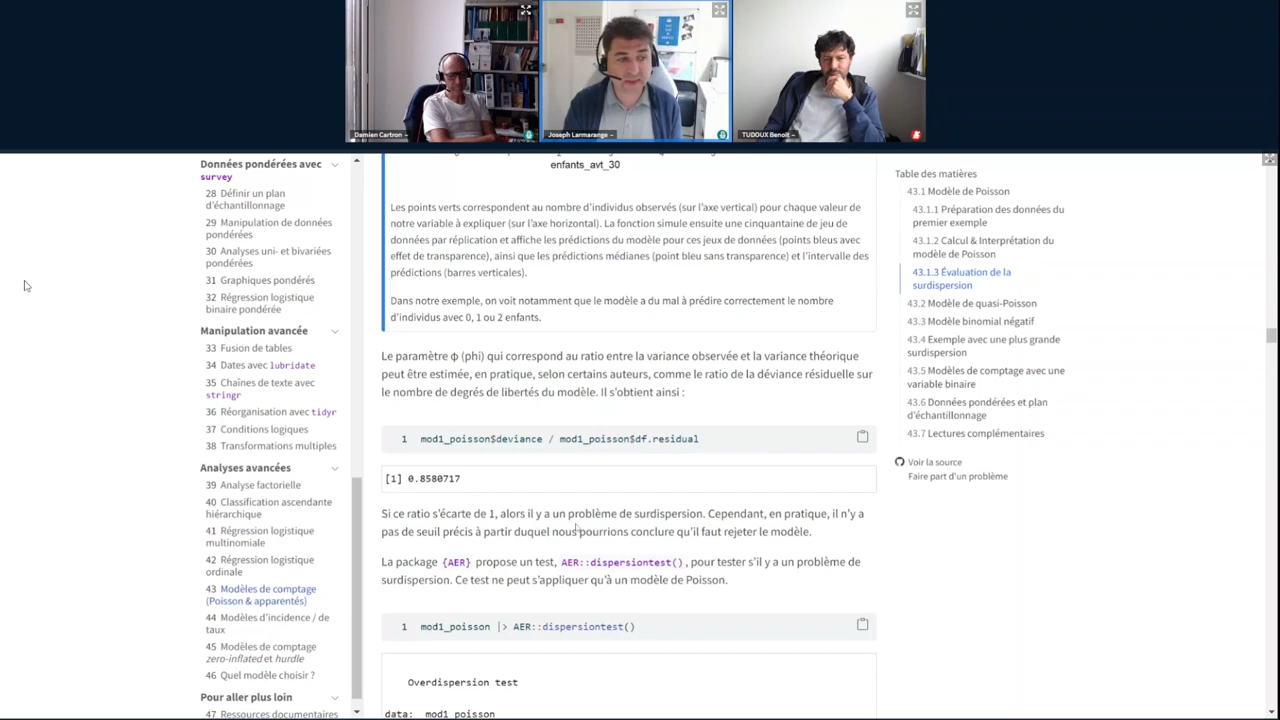 Damien Cartron
Joseph Larmarange
TUDOUX Benoit
Données pondérées avec
survey
28 Définir un plan
d'échantillonnage
29 Manipulation de données
pondérées
30 Analyses uni- et bivariées
pondérées
31 Graphiques pondérés
32 Régression logistique
binaire pondérée
Manipulation avancée
33 Fusion de tables
34 Dates avec lubridate
35 Chaînes de texte avec
stringr
36 Réorganisation avec tidyr
37 Conditions logiques
38 Transformations multiples
Analyses avancées
39 Analyse factorielle
40 Classification ascendante
hiérarchique
41 Régression logistique
multinomiale
42 Régression logistique
ordinale
43 Modèles de comptage
(Poisson & apparentés)
44 Modèles d'incidence / de
taux
45 Modèles de comptage
zero-inflated et hurdle
46 Quel modèle choisir ?
Pour aller plus loin
47 Ressources documentaires
enfants_avt_30
Les points verts correspondent au nombre d'individus observés (sur l'axe vertical) pour chaque valeur de
notre variable à expliquer (sur l'axe horizontal). La fonction simule ensuite une cinquantaine de jeu de
données par réplication et affiche les prédictions du modèle pour ces jeux de données (points bleus avec
effet de transparence), ainsi que les prédictions médianes (point bleu sans transparence) et l'intervalle des
prédictions (barres verticales).
Dans notre exemple, on voit notamment que le modèle a du mal à prédire correctement le nombre
d'individus avec 0, 1 ou 2 enfants.
Le paramètre φ (phi) qui correspond au ratio entre la variance observée et la variance théorique
peut être estimée, en pratique, selon certains auteurs, comme le ratio de la déviance résiduelle sur
le nombre de degrés de libertés du modèle. Il s'obtient ainsi :
1 mod1_poisson$deviance / mod1_poisson$df.residual
[1] 0.8580717
Si ce ratio s'écarte de 1, alors il y a un problème de surdispersion. Cependant, en pratique, il n'y a
pas de seuil précis à partir duquel nous pourrions conclure qu'il faut rejeter le modèle.
La package {AER} propose un test, AER::dispersiontest(), pour tester s'il y a un problème de
surdispersion. Ce test ne peut s'appliquer qu'à un modèle de Poisson.
1 mod1_poisson |> AER::dispersiontest()
Overdispersion test
data: mod1_poisson
Table des matières
43.1 Modèle de Poisson
43.1.1 Préparation des données du
premier exemple
43.1.2 Calcul & Interprétation du
modèle de Poisson
43.1.3 Évaluation de la
surdispersion
43.2 Modèle de quasi-Poisson
43.3 Modèle binomial négatif
43.4 Exemple avec une plus grande
surdispersion
43.5 Modèles de comptage avec une
variable binaire
43.6 Données pondérées et plan
d'échantillonnage
43.7 Lectures complémentaires
Voir la source
Faire part d'un problème